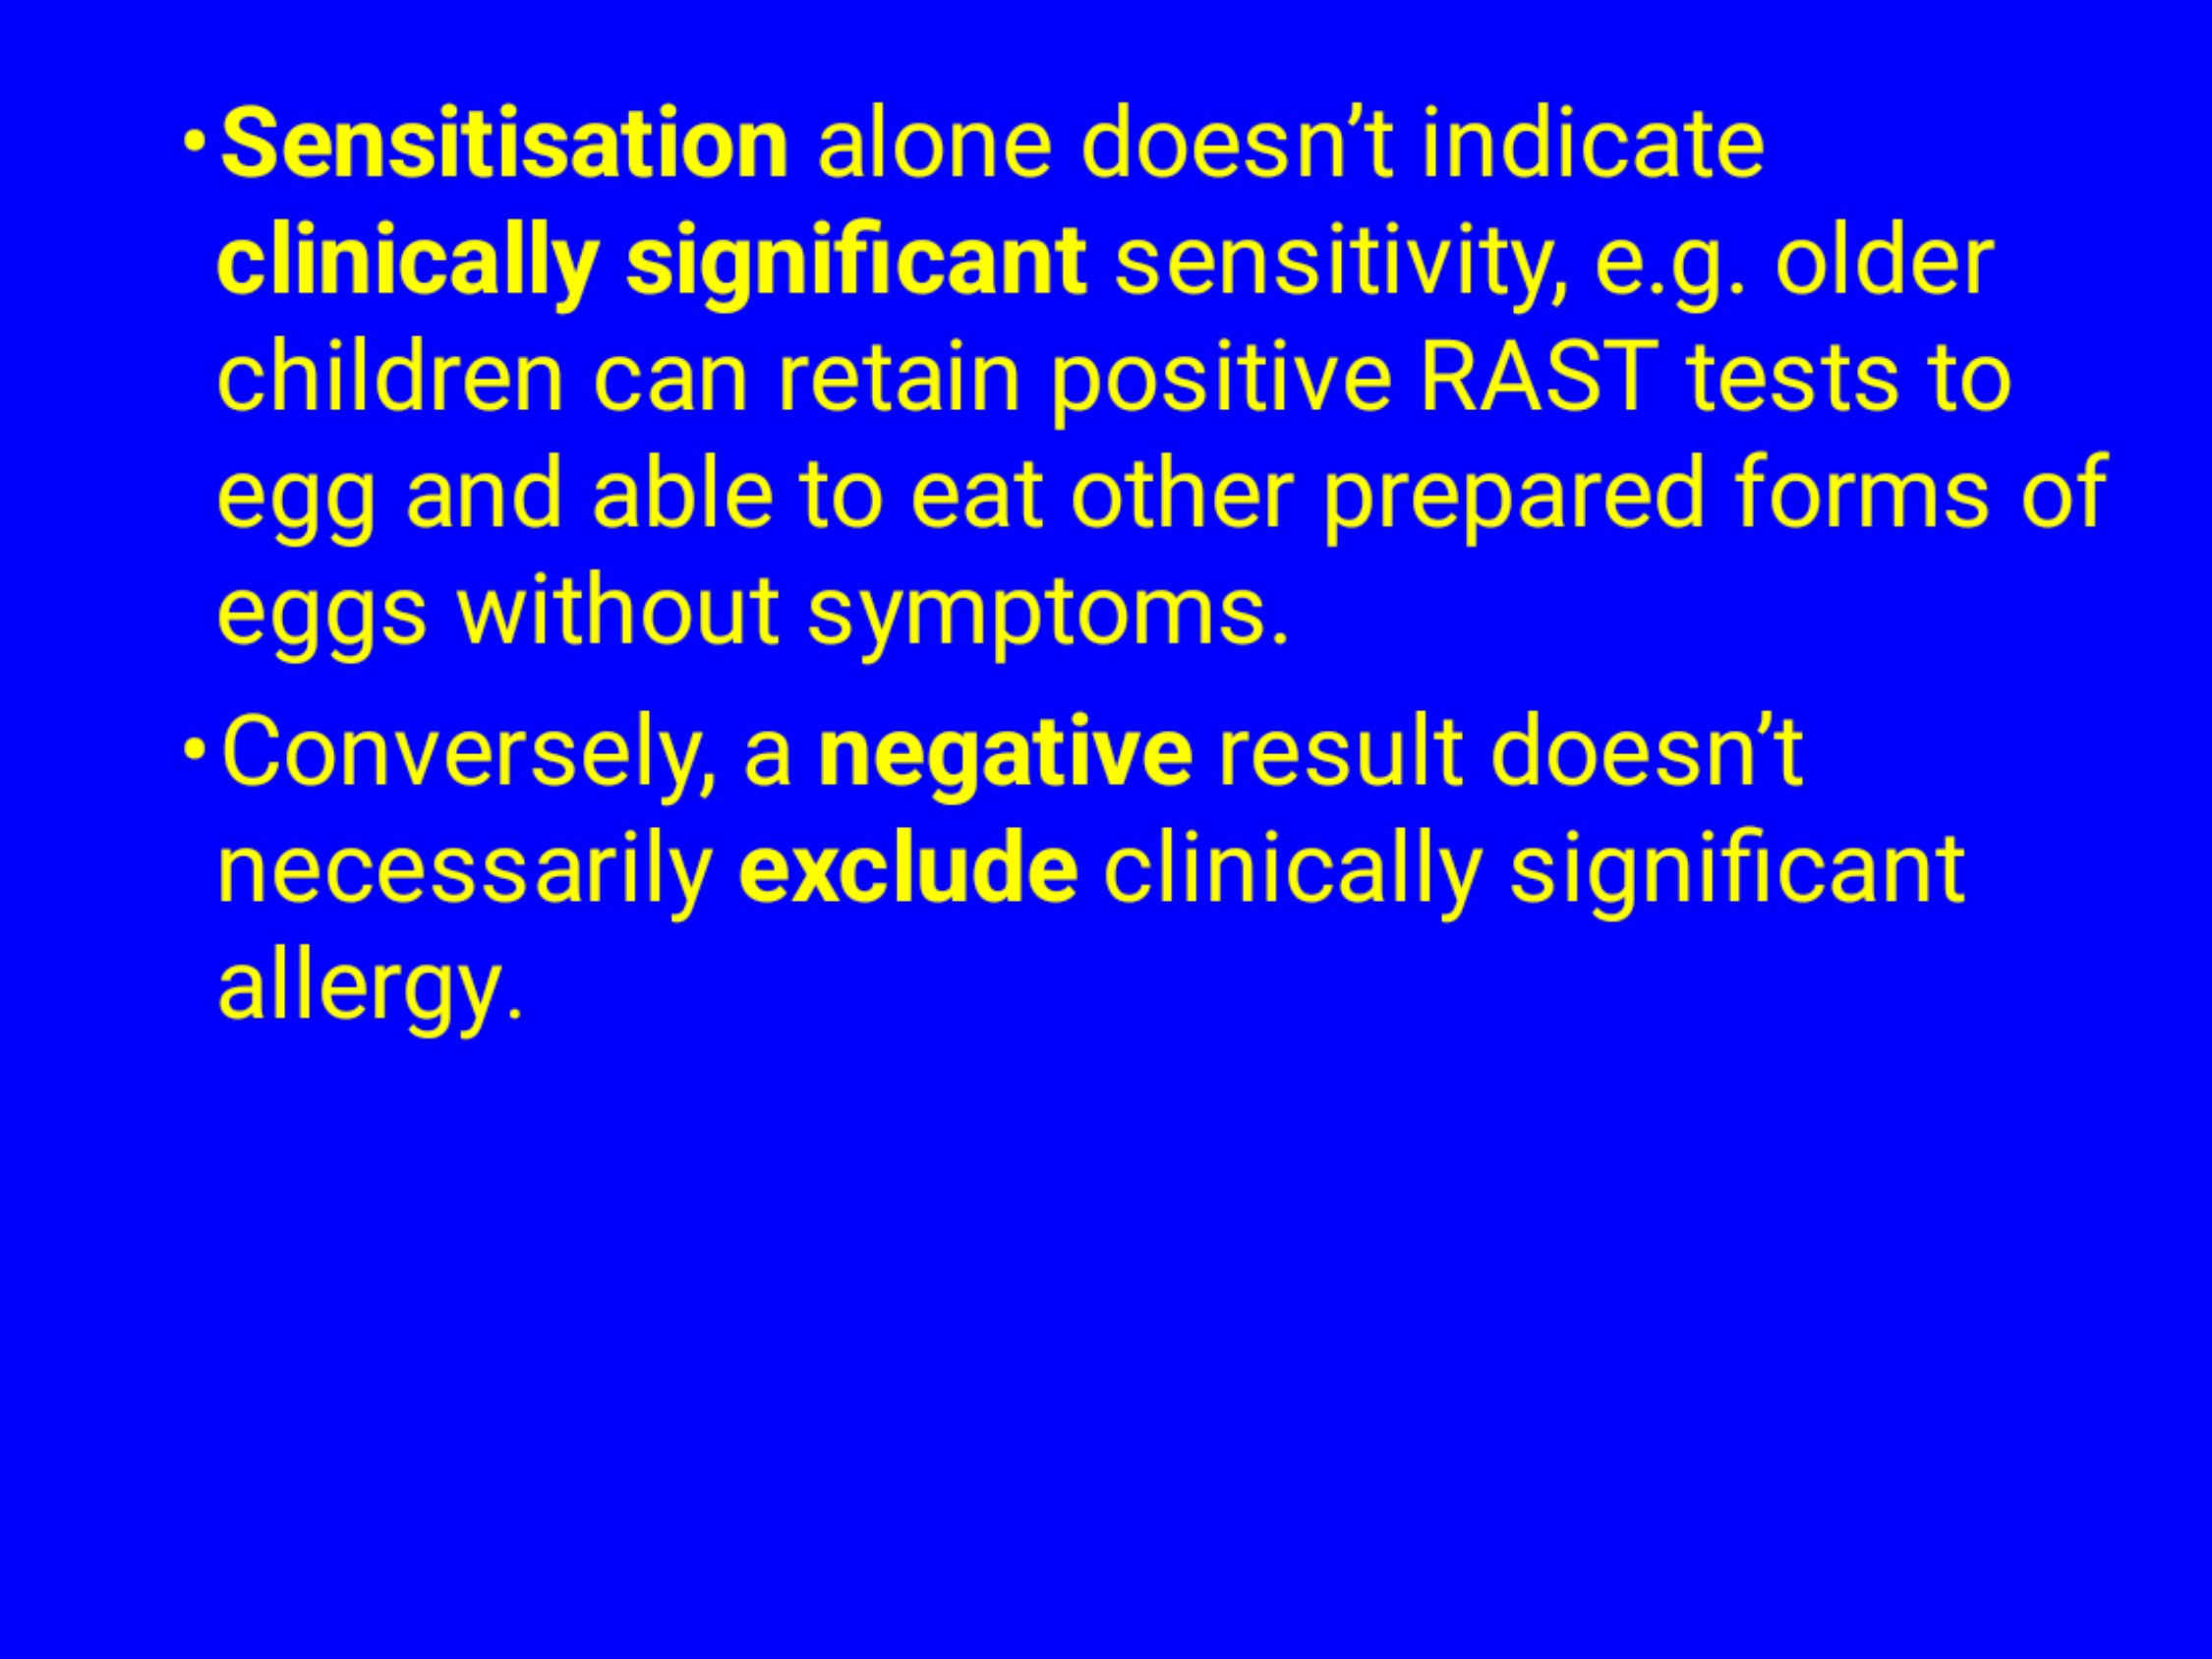 •Sensitisation alone doesn’t indicate
clinically significant sensitivity, e.g. older
children can retain positive RAST tests to
egg and able to eat other prepared forms of
eggs without symptoms.
•Conversely, a negative result doesn’t
necessarily exclude clinically significant
allergy.